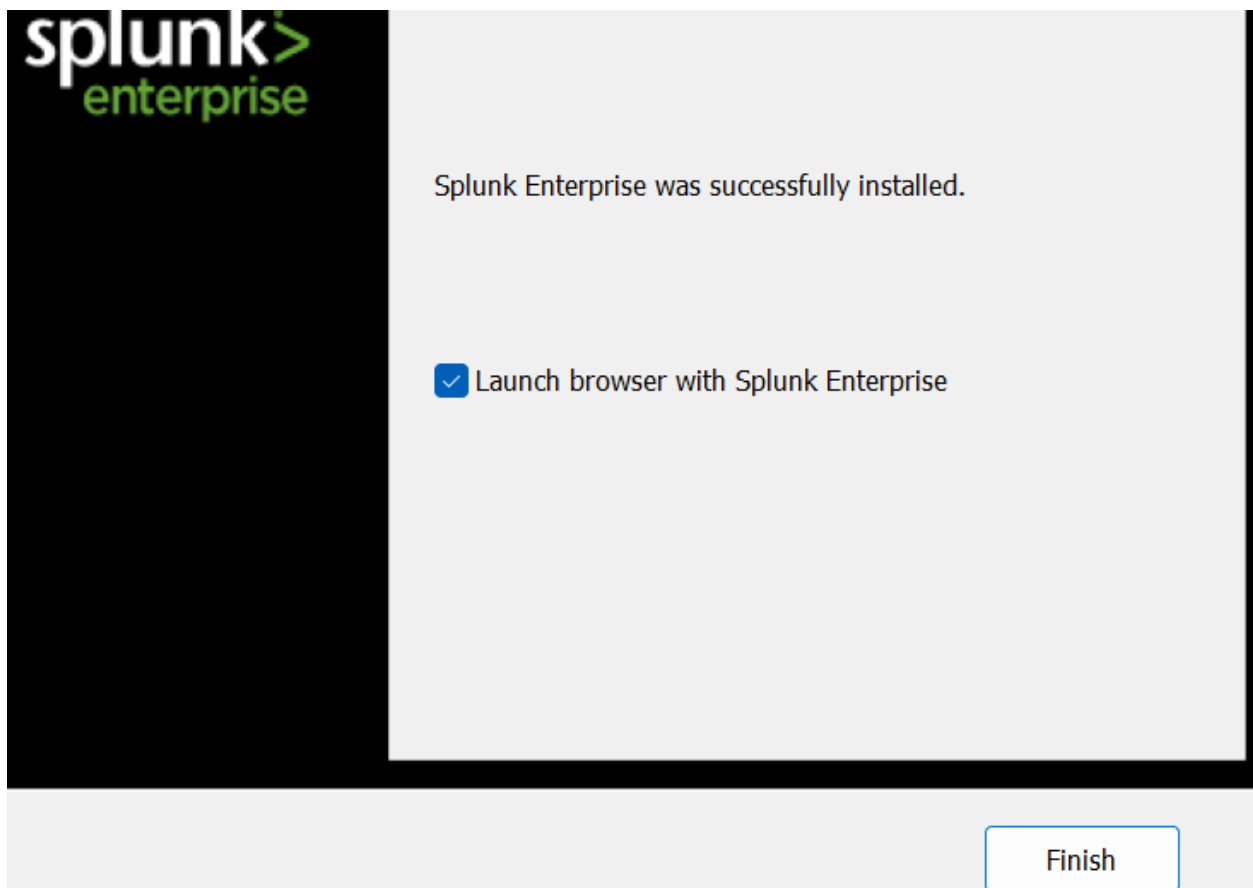 splunk>
enterprise
Splunk Enterprise was successfully installed.
Launch browser with Splunk Enterprise
Finish